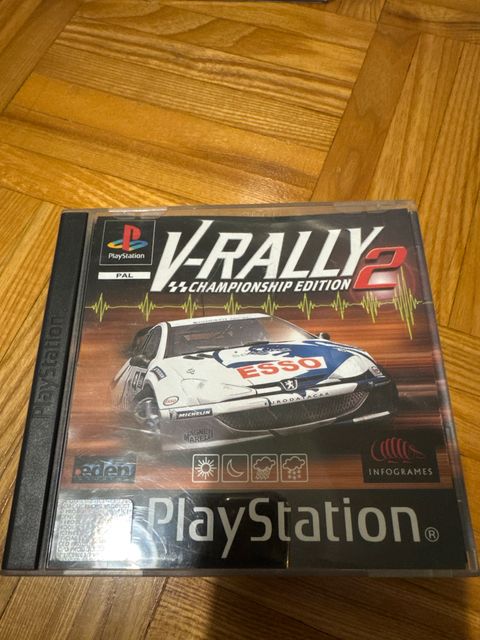 PlayStation
PAL
V-RALLY 2
CHAMPIONSHIP EDITION
PlayStation
ESSO
MICHELIN
eden
INFOGRAMES
PlayStation®